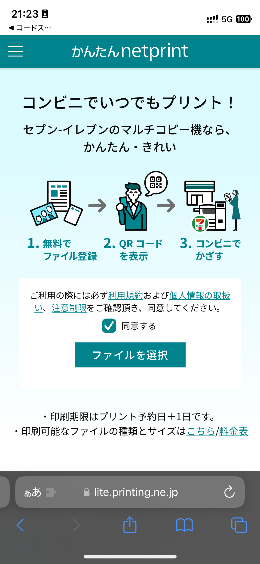 21:23
5G 100
◀ コードス…
かんたんnetprint
コンビニでいつでもプリント！
セブン-イレブンのマルチコピー機なら、
かんたん・きれい
1. 無料で
ファイル登録
2. QRコード
を表示
3. コンビニで
かざす
ご利用の際には必ず利用規約および個人情報の取扱
い、注意制限をご確認頂き、同意してください。
同意する
ファイルを選択
・印刷期限はプリント予約日＋1日です。
・印刷可能なファイルの種類とサイズはこちら/料金表
ぁあ
lite.printing.ne.jp